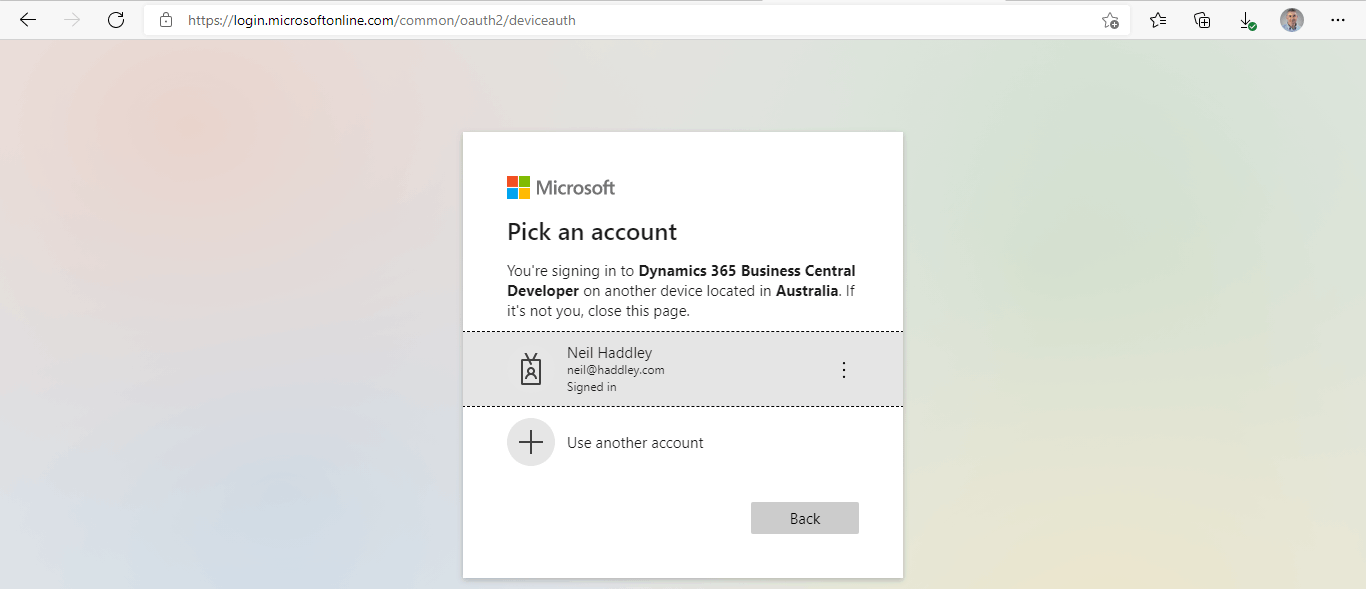 https://login.microsoftonline.com/common/oauth2/deviceauth
Microsoft
Pick an account
You're signing in to Dynamics 365 Business Central
Developer on another device located in Australia. If
it's not you, close this page.
Neil Haddley
neil@haddley.com
Signed in
Use another account
Back